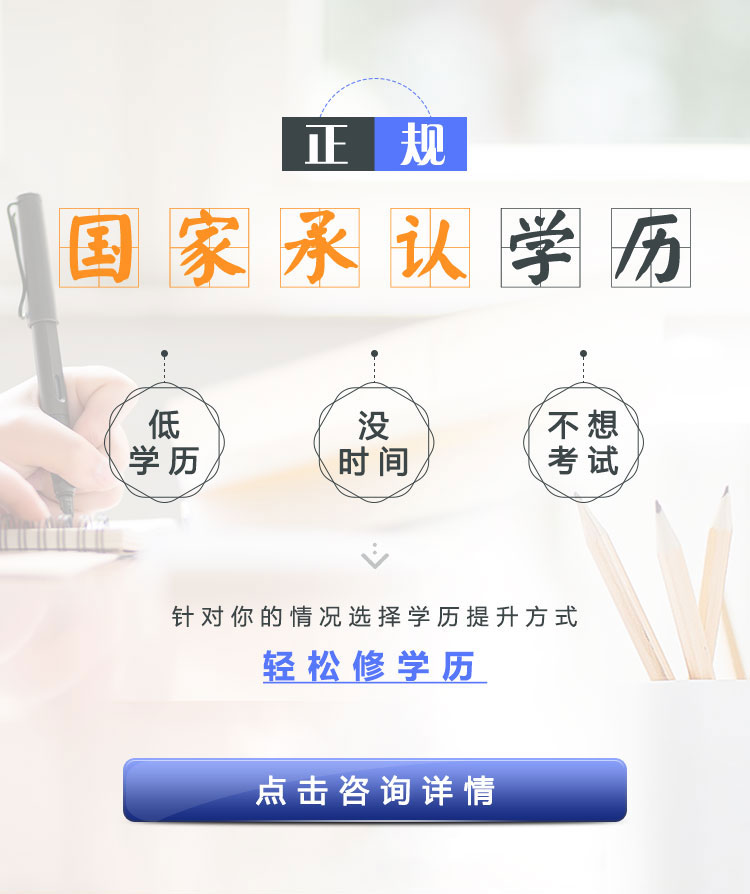 正规
国家承认学历
低
学历
没
时间
不想
考试
针对你的情况选择学历提升方式
轻松修学历
点击咨询详情